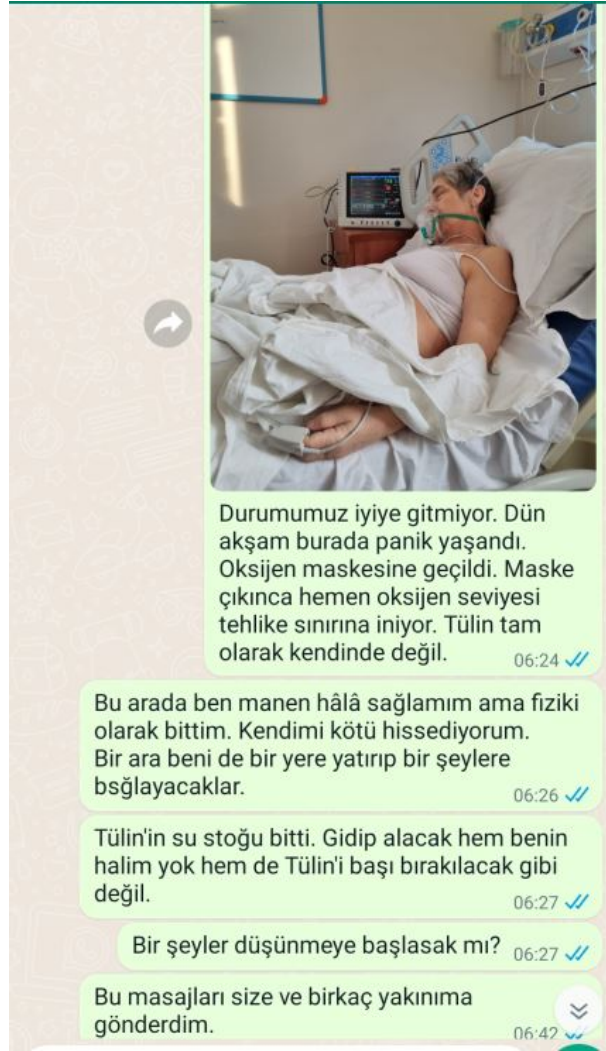 Durumumuz iyiye gitmiyor. Dün
akşam burada panik yaşandı.
Oksijen maskesine geçildi. Maske
çıkınca hemen oksijen seviyesi
tehlike sınırına iniyor. Tülin tam
olarak kendinde değil.
06:24
Bu arada ben manen hâlâ sağlamım ama fiziki
olarak bittim. Kendimi kötü hissediyorum.
Bir ara beni de bir yere yatırıp bir şeylere
bsğlayacaklar.
06:26
Tülin'in su stoğu bitti. Gidip alacak hem benin
halim yok hem de Tülin'i başı bırakılacak gibi
değil.
06:27
Bir şeyler düşünmeye başlasak mı?
06:27
Bu masajları size ve birkaç yakınıma
gönderdim.
06:42